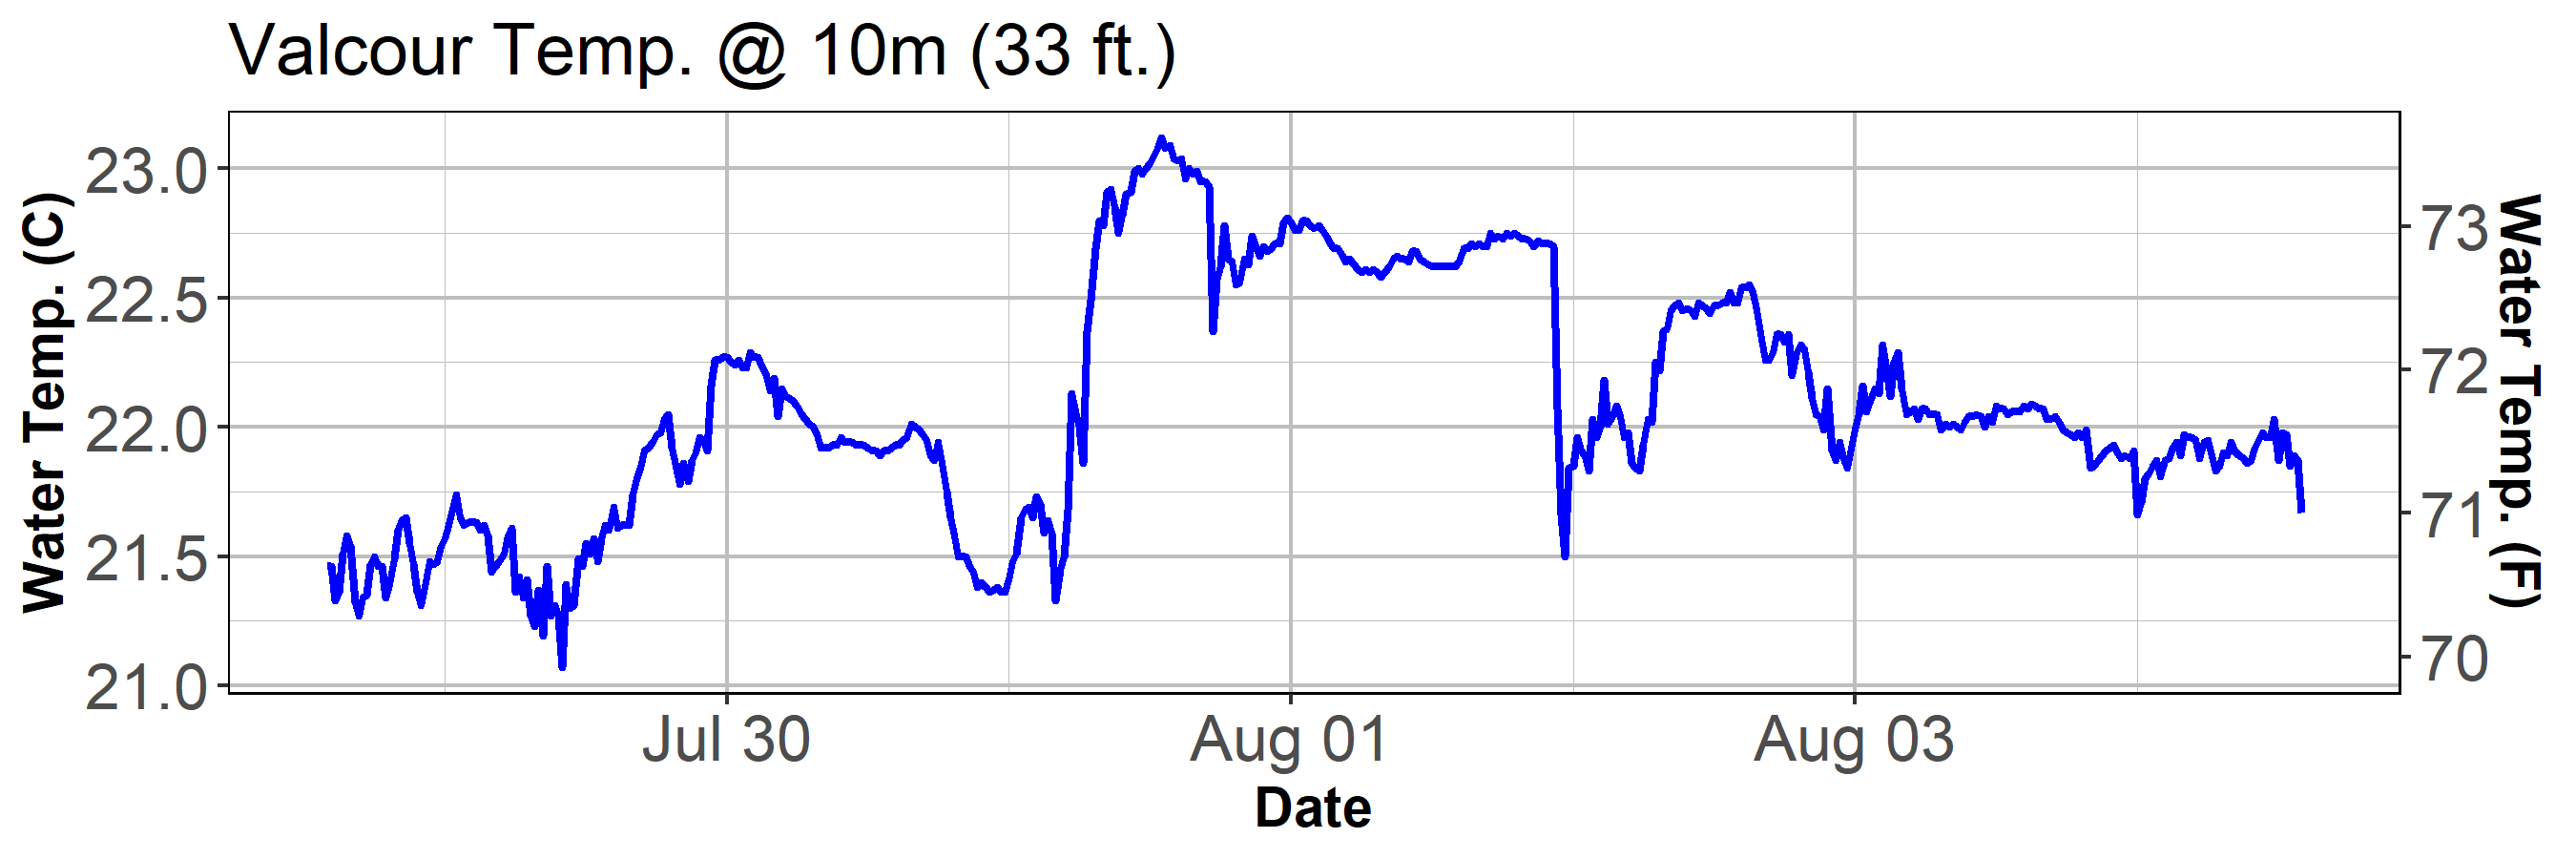 Valcour Temp. @ 10m (33 ft.)
Water Temp. (C)
23.0
22.5
22.0
21.5
21.0
73
72
71
70
Water Temp. (F)
Jul 30
Aug 01
Aug 03
Date